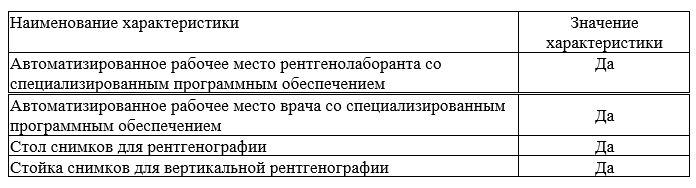 Наименование характеристики
Значение
характеристики
Автоматизированное рабочее место рентгенолаборанта со
специализированным программным обеспечением
Да
Автоматизированное рабочее место врача со специализированным
программным обеспечением
Да
Стол снимков для рентгенографии
Да
Стойка снимков для вертикальной рентгенографии
Да